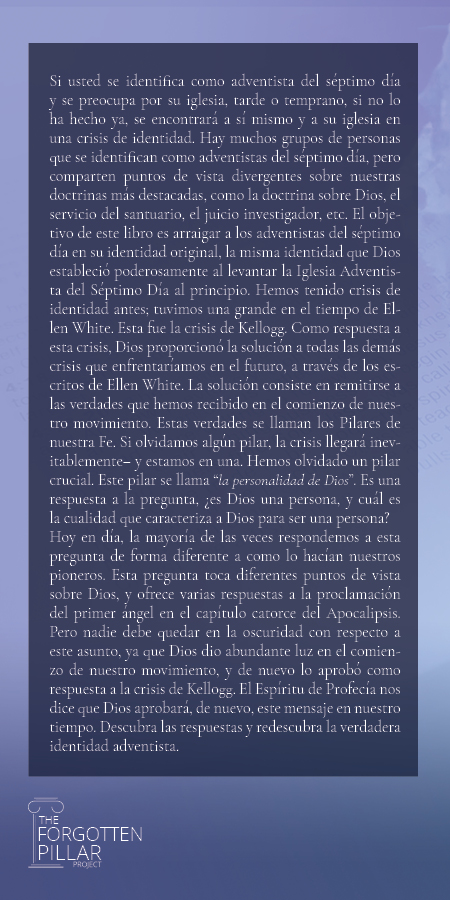 Si usted se identifica como adventista del séptimo día
y se preocupa por su iglesia, tarde o temprano, si no lo
ha hecho ya, se encontrará a sí mismo y a su iglesia en
una crisis de identidad. Hay muchos grupos de personas
que se identifican como adventistas del séptimo día, pero
comparten puntos de vista divergentes sobre nuestras
doctrinas más destacadas, como la doctrina sobre Dios, el
servicio del santuario, el juicio investigador, etc. El obje-
tivo de este libro es arraigar a los adventistas del séptimo
día en su identidad original, la misma identidad que Dios
estableció poderosamente al levantar la Iglesia Adventis-
ta del Séptimo Día al principio. Hemos tenido crisis de
identidad antes; tuvimos una grande en el tiempo de El-
len White. Esta fue la crisis de Kellogg. Como respuesta a
esta crisis, Dios proporcionó la solución a todas las demás
crisis que enfrentaríamos en el futuro, a través de los es-
critos de Ellen White. La solución consiste en remitirse a
las verdades que hemos recibido en el comienzo de nues-
tro movimiento. Estas verdades se llaman los Pilares de
nuestra Fe. Si olvidamos algún pilar, la crisis llegará inev-
itablemente– y estamos en una. Hemos olvidado un pilar
crucial. Este pilar se llama “la personalidad de Dios”. Es una
respuesta a la pregunta, ¿es Dios una persona, y cuál es
la cualidad que caracteriza a Dios para ser una persona?
Hoy en día, la mayoría de las veces respondemos a esta
pregunta de forma diferente a como lo hacían nuestros
pioneros. Esta pregunta toca diferentes puntos de vista
sobre Dios, y ofrece varias respuestas a la proclamación
del primer ángel en el capítulo catorce del Apocalipsis.
Pero nadie debe quedar en la oscuridad con respecto a
este asunto, ya que Dios dio abundante luz en el comien-
zo de nuestro movimiento, y de nuevo lo aprobó como
respuesta a la crisis de Kellogg. El Espíritu de Profecía nos
dice que Dios aprobará, de nuevo, este mensaje en nuestro
tiempo. Descubra las respuestas y redescubra la verdadera
identidad adventista.
THE
FORGOTTEN
PILLAR
PROJECT